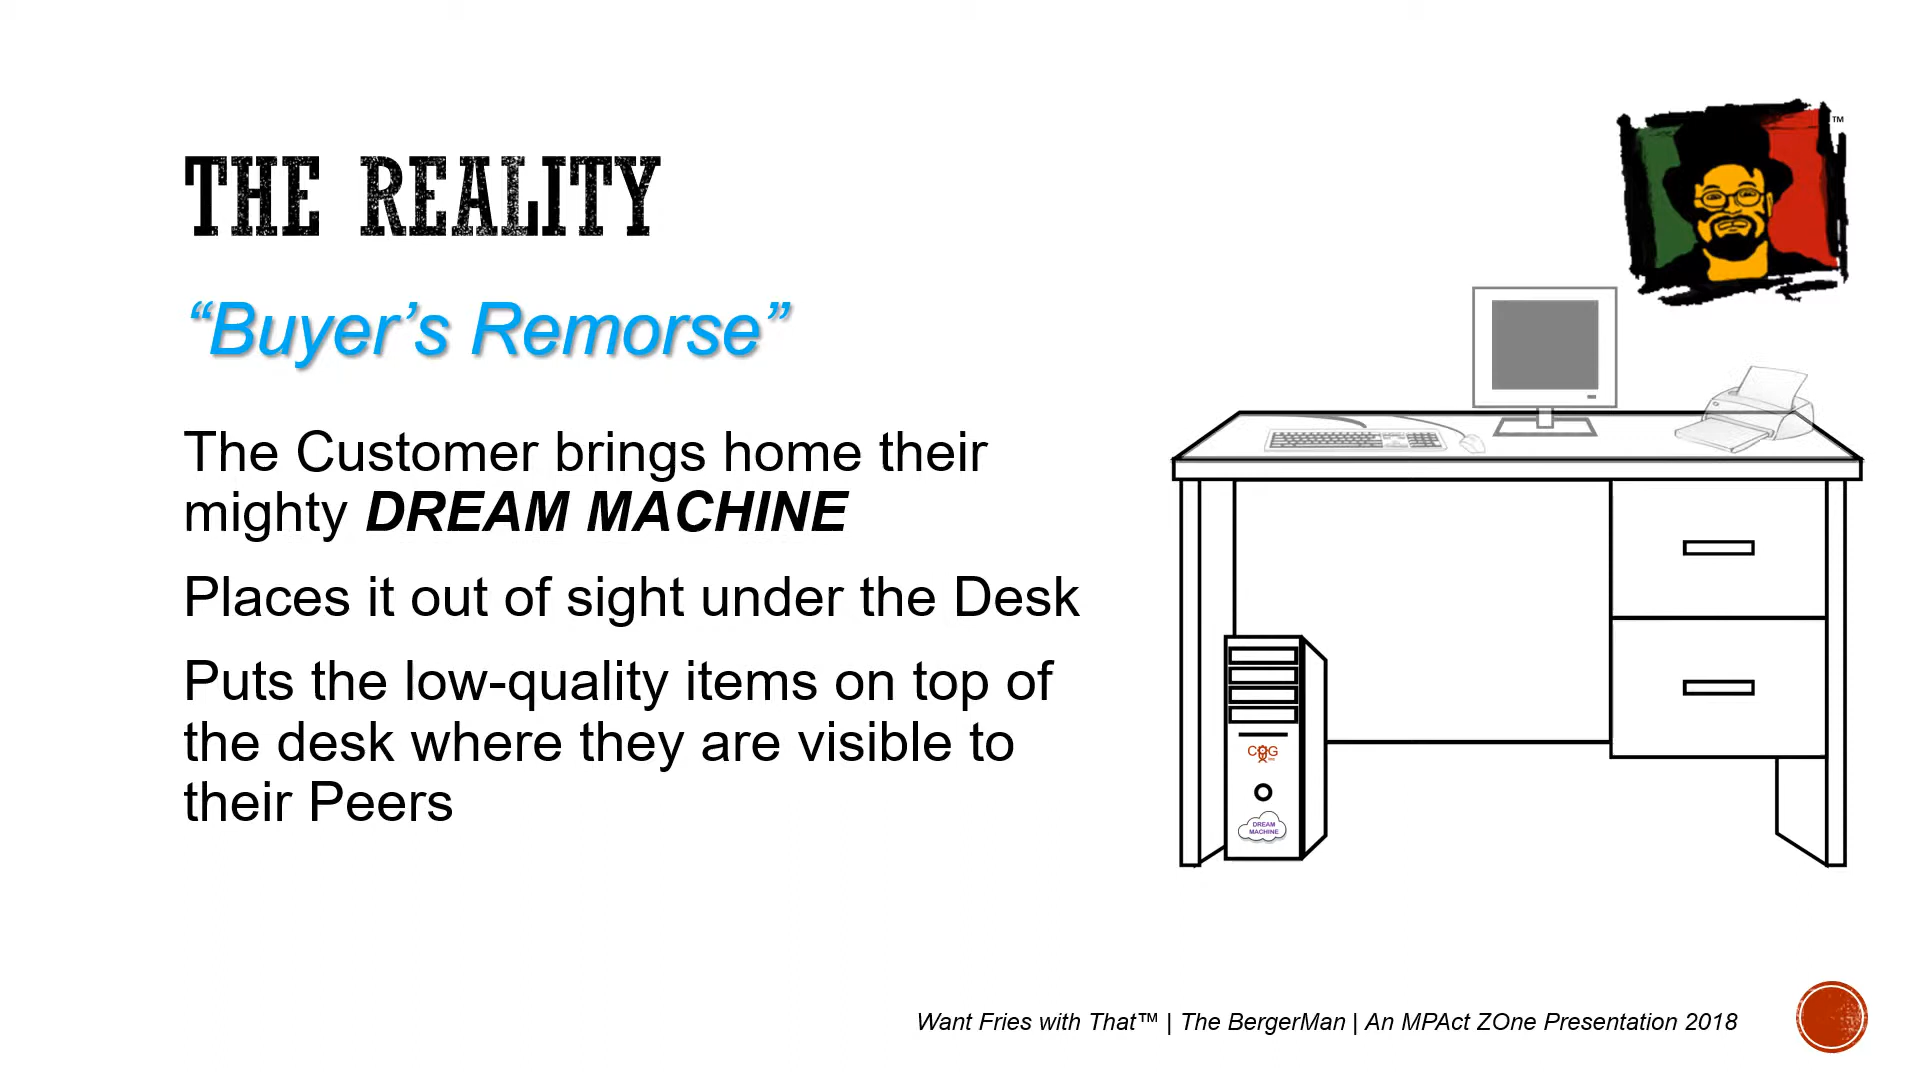 THE REALITY
“Buyer’s Remorse”
The Customer brings home their
mighty DREAM MACHINE
Places it out of sight under the Desk
Puts the low-quality items on top of
the desk where they are visible to
their Peers
TM
COG
DREAM
MACHINE
Want Fries with That™ | The BergerMan | An MPAct ZOne Presentation 2018